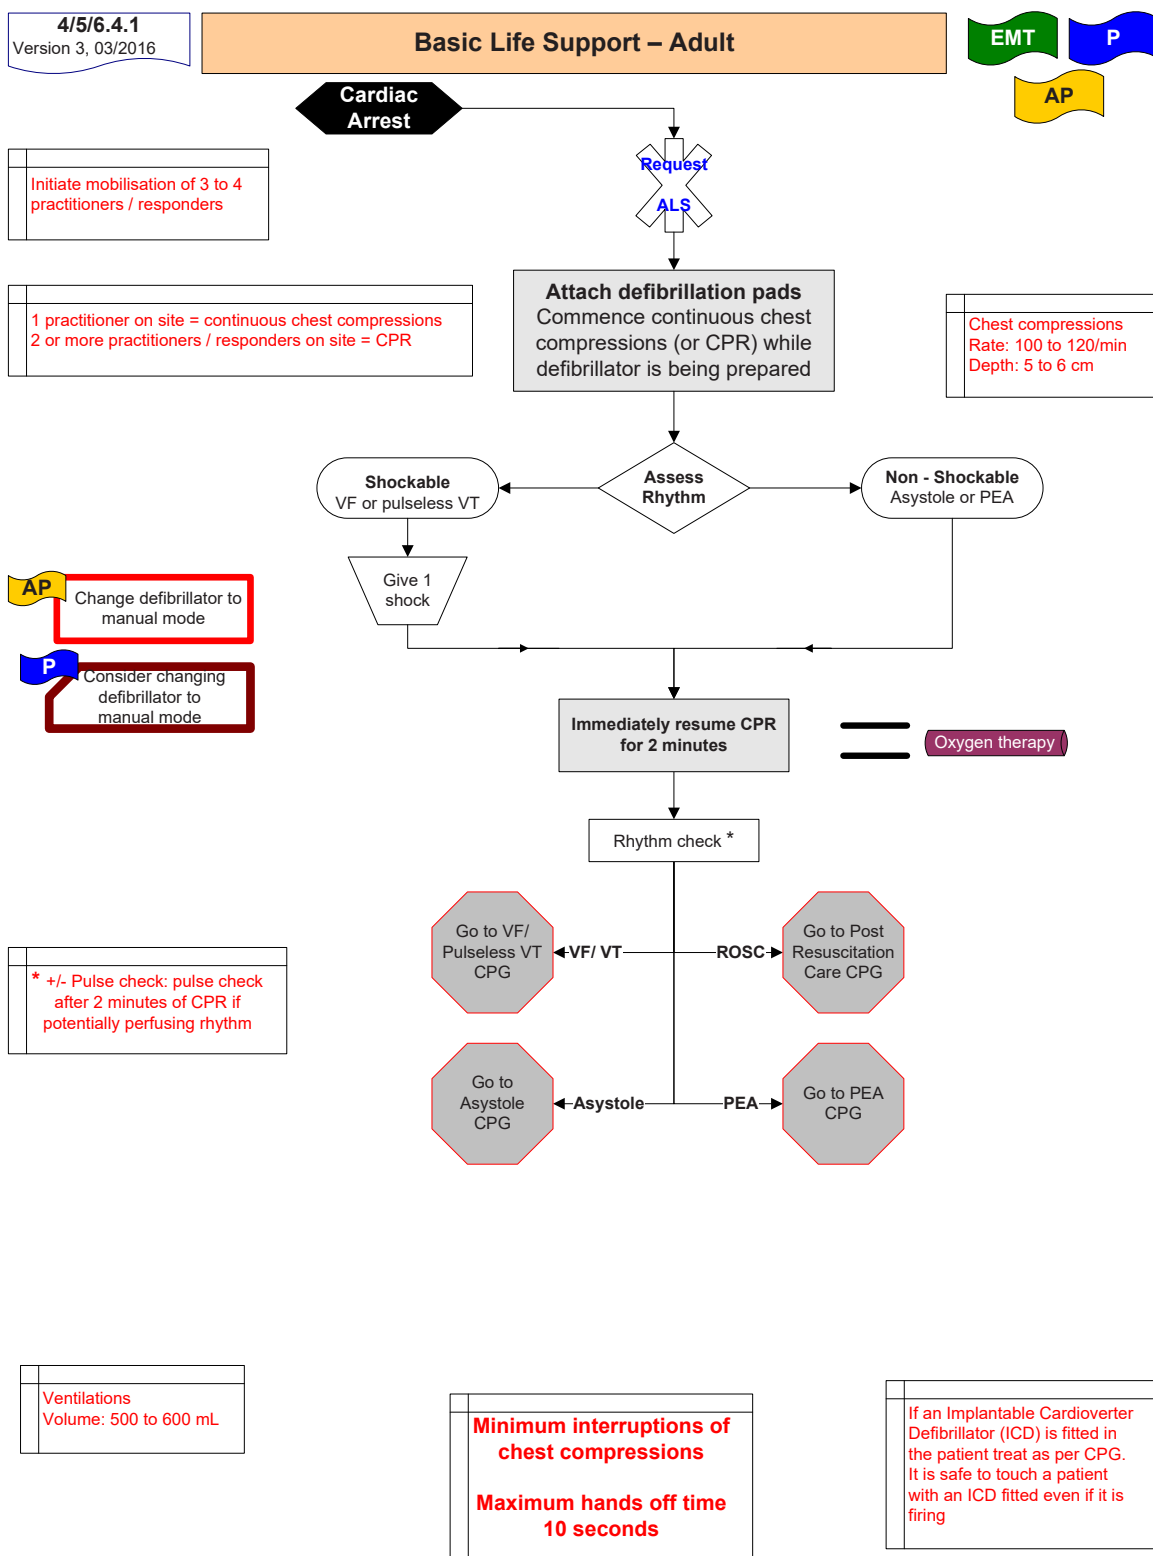 4/5/6.4.1
Version 3, 03/2016
Basic Life Support – Adult
EMT
P
AP
Cardiac
Arrest
Request
ALS
Initiate mobilisation of 3 to 4
practitioners / responders
Attach defibrillation pads
Commence continuous chest
compressions (or CPR) while
defibrillator is being prepared
1 practitioner on site = continuous chest compressions
2 or more practitioners / responders on site = CPR
Chest compressions
Rate: 100 to 120/min
Depth: 5 to 6 cm
Assess
Rhythm
Shockable
VF or pulseless VT
Non - Shockable
Asystole or PEA
Give 1
shock
AP
Change defibrillator to
manual mode
P
Consider changing
defibrillator to
manual mode
Immediately resume CPR
for 2 minutes
Oxygen therapy
Rhythm check *
Go to VF/
Pulseless VT
CPG
VF/ VT
ROSC
Go to Post
Resuscitation
Care CPG
* +/- Pulse check: pulse check
after 2 minutes of CPR if
potentially perfusing rhythm
Go to
Asystole
CPG
Asystole
PEA
Go to PEA
CPG
Ventilations
Volume: 500 to 600 mL
Minimum interruptions of
chest compressions
Maximum hands off time
10 seconds
If an Implantable Cardioverter
Defibrillator (ICD) is fitted in
the patient treat as per CPG.
It is safe to touch a patient
with an ICD fitted even if it is
firing